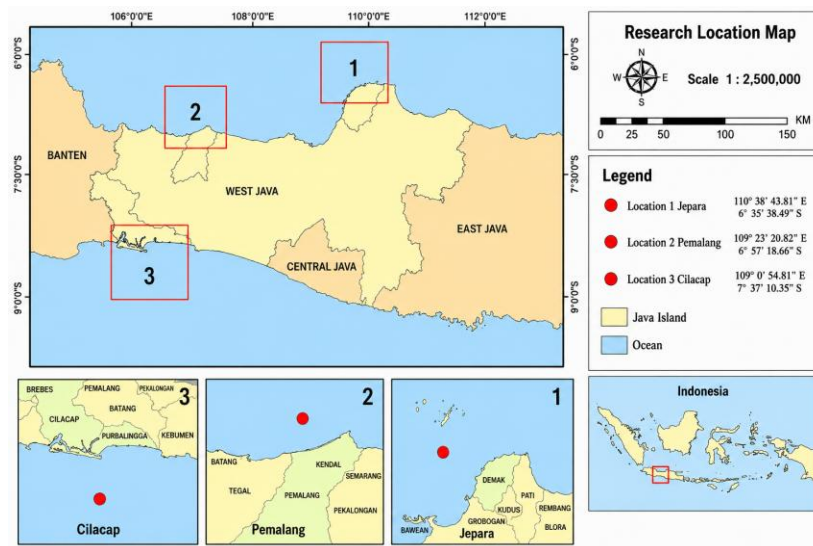 106°0'0"E 108°0'0"E 110°0'0"E 112°0'0"E
6°0'0"S
7°30'0"S
9°0'0"S
6°0'0"S
7°30'0"S
9°0'0"S
1
2
3
BANTEN
WEST JAVA
EAST JAVA
CENTRAL JAVA
Research Location Map
N
W E
S
Scale 1 : 2,500,000
KM
0 25 50 100 150
Legend
Location 1 Jepara 110° 38' 43.81" E
6° 35' 38.49" S
Location 2 Pemalang 109° 23' 20.82" E
6° 57' 18.66" S
Location 3 Cilacap 109° 0' 54.81" E
7° 37' 10.35" S
Java Island
Ocean
3
BREBES
PEMALANG
PEKALONGAN
CILACAP
BATANG
PURBALINGGA
KEBUMEN
Cilacap
2
BATANG
KENDAL
TEGAL
SEMARANG
PEMALANG
PEKALONGAN
Pemalang
1
DEMAK
PATI
KUDUS
REMBANG
GROBOGAN
BAWEAN
BLORA
Jepara
Indonesia